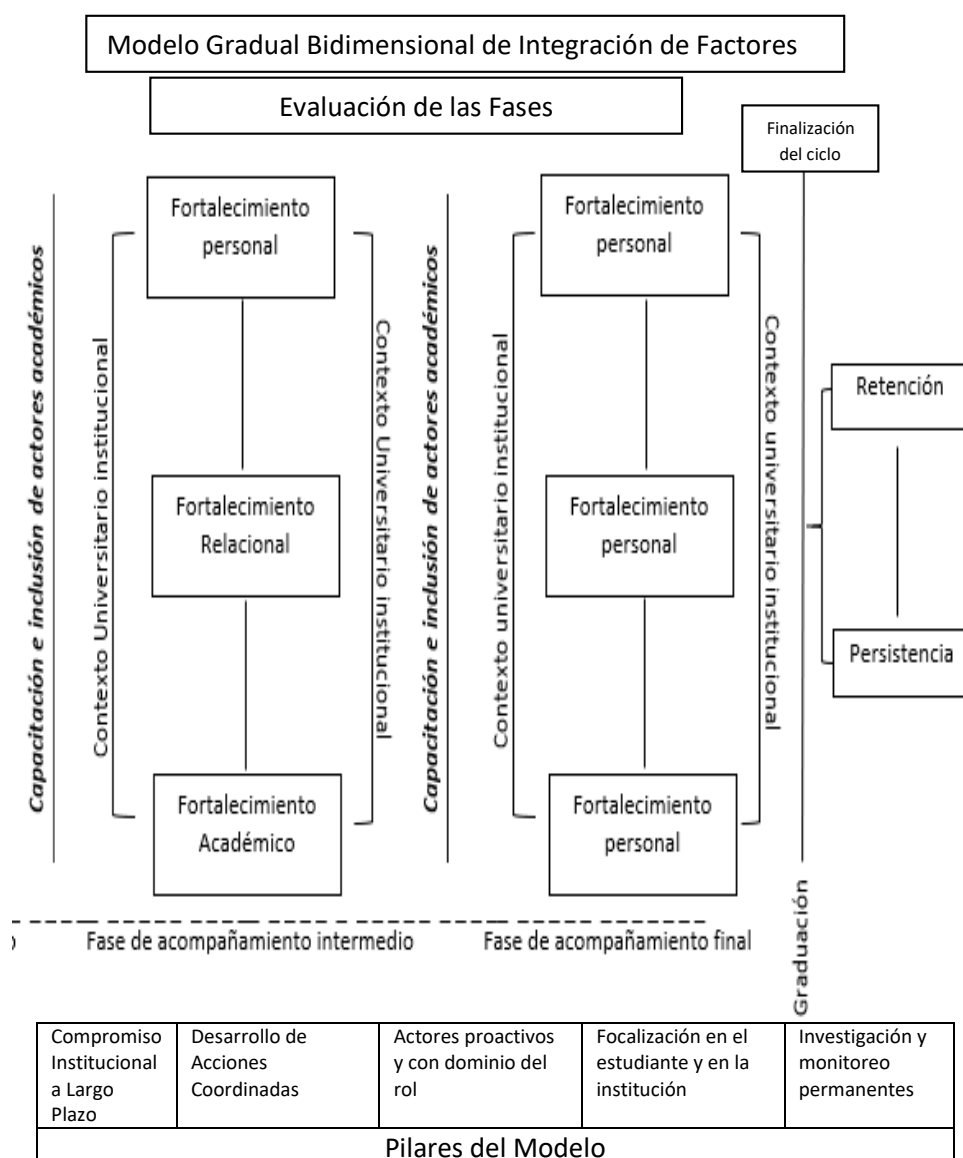 Modelo Gradual Bidimensional de Integración de Factores
Evaluación de las Fases
Finalización
del ciclo
Capacitación e inclusión de actores académicos
Contexto Universitario institucional
Fortalecimiento
personal
Fortalecimiento
Relacional
Fortalecimiento
Académico
Contexto Universitario institucional
Capacitación e inclusión de actores académicos
Contexto universitario institucional
Fortalecimiento
personal
Fortalecimiento
personal
Fortalecimiento
personal
Contexto universitario institucional
Retención
Persistencia
Graduación
Fase de acompañamiento intermedio
Fase de acompañamiento final
Compromiso
Institucional
a Largo
Plazo
Desarrollo de
Acciones
Coordinadas
Actores proactivos
y con dominio del
rol
Focalización en el
estudiante y en la
institución
Investigación y
monitoreo
permanentes
Pilares del Modelo